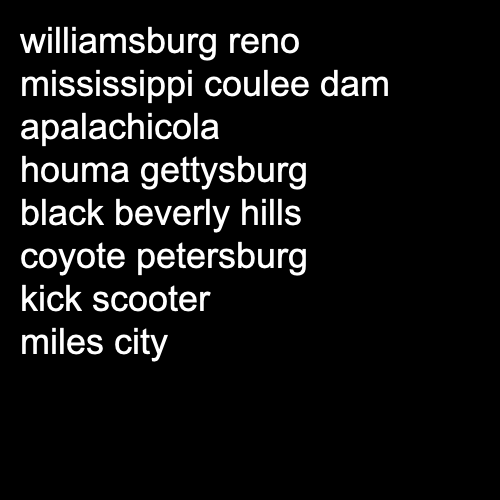 williamsburg reno
mississippi coulee dam
apalachicola
houma gettysburg
black beverly hills
coyote petersburg
kick scooter
miles city